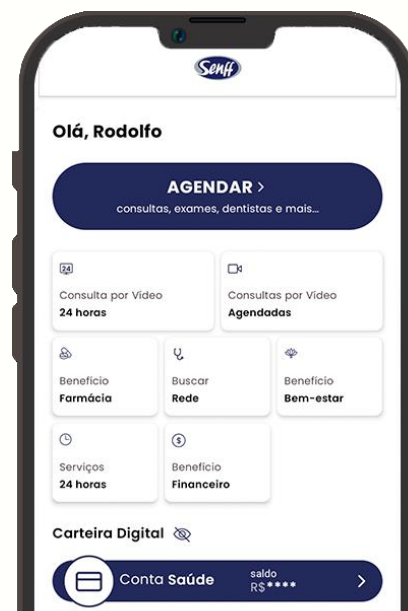 Senff
Olá, Rodolfo
AGENDAR >
consultas, exames, dentistas e mais...
24
Consulta por Vídeo
24 horas
Consultas por Vídeo
Agendadas
Benefício
Farmácia
Buscar
Rede
Benefício
Bem-estar
Serviços
24 horas
$
Benefício
Financeiro
Carteira Digital
Conta Saúde
saldo
R$****